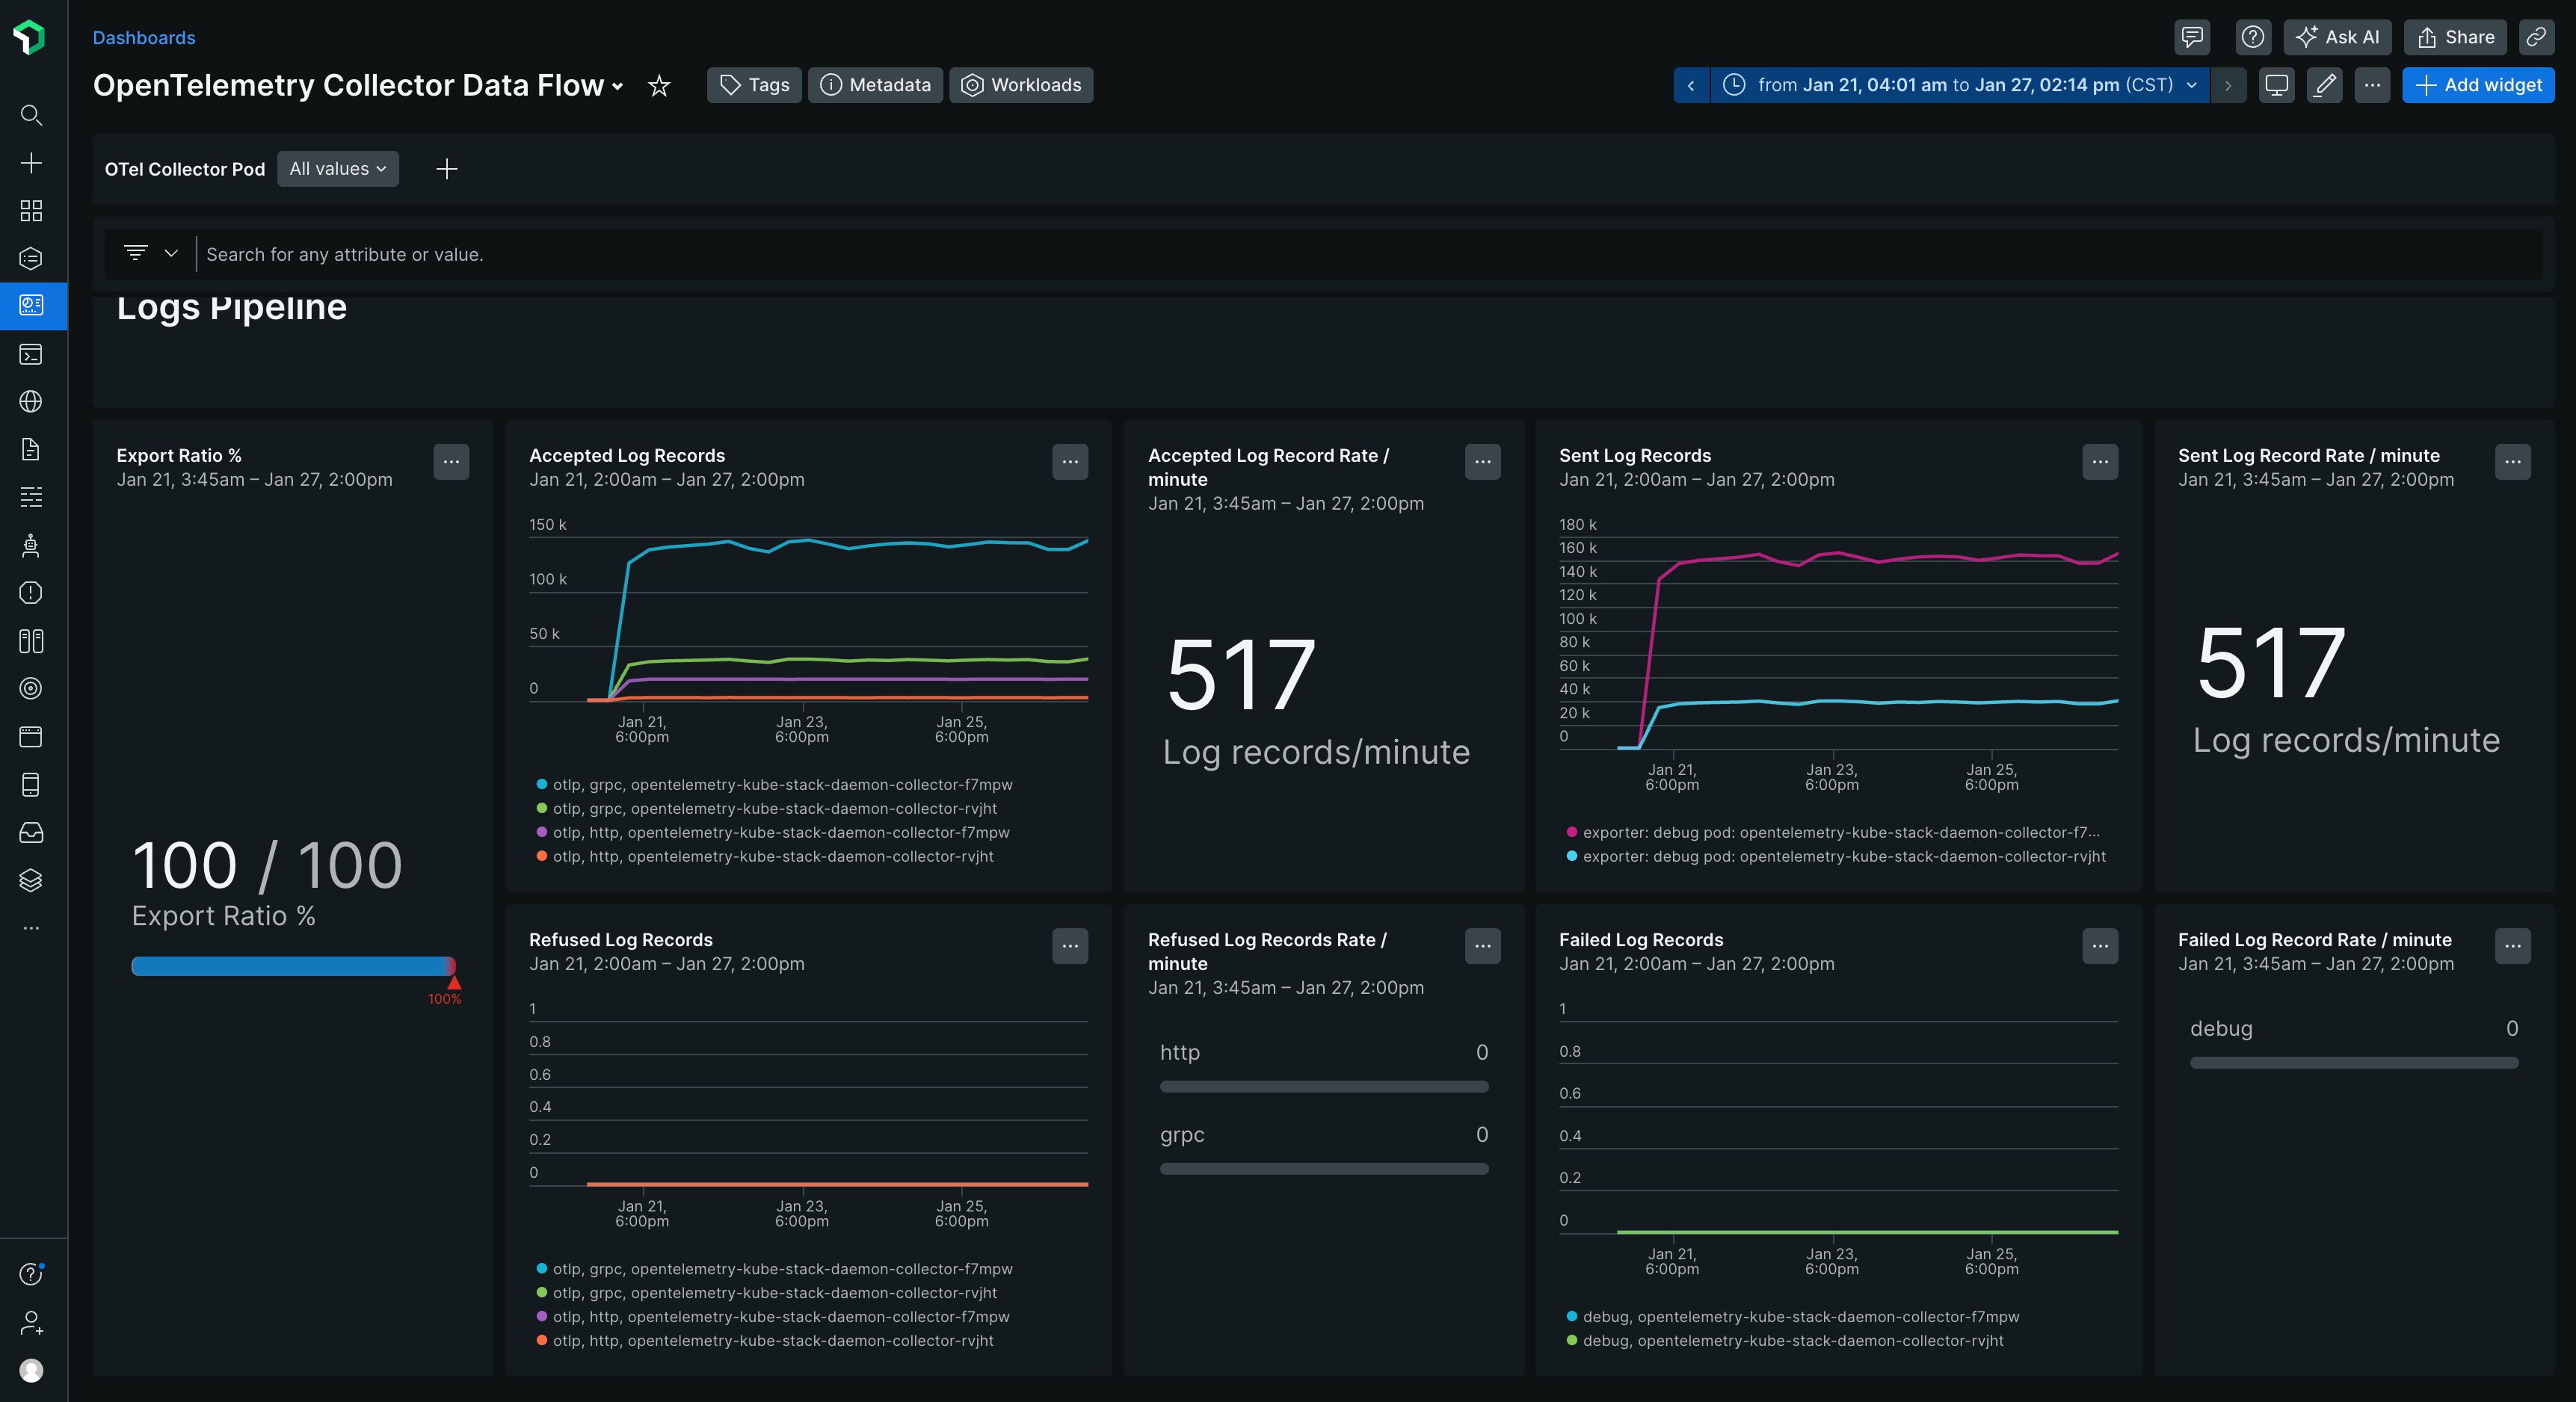 Dashboards
Ask AI
Share
OpenTelemetry Collector Data Flow
Tags
Metadata
Workloads
from Jan 21, 04:01 am to Jan 27, 02:14 pm (CST)
Add widget
OTel Collector Pod
All values
Search for any attribute or value.
Logs Pipeline
Export Ratio %
Jan 21, 3:45am – Jan 27, 2:00pm
100 / 100
Export Ratio %
100%
Accepted Log Records
Jan 21, 2:00am – Jan 27, 2:00pm
150 k
100 k
50 k
0
Jan 21,
6:00pm
Jan 23,
6:00pm
Jan 25,
6:00pm
otlp, grpc, opentelemetry-kube-stack-daemon-collector-f7mpw
otlp, grpc, opentelemetry-kube-stack-daemon-collector-rvjht
otlp, http, opentelemetry-kube-stack-daemon-collector-f7mpw
otlp, http, opentelemetry-kube-stack-daemon-collector-rvjht
Accepted Log Record Rate /
minute
Jan 21, 3:45am – Jan 27, 2:00pm
517
Log records/minute
Sent Log Records
Jan 21, 2:00am – Jan 27, 2:00pm
180 k
160 k
140 k
120 k
100 k
80 k
60 k
40 k
20 k
0
Jan 21,
6:00pm
Jan 23,
6:00pm
Jan 25,
6:00pm
exporter: debug pod: opentelemetry-kube-stack-daemon-collector-f7...
exporter: debug pod: opentelemetry-kube-stack-daemon-collector-rvjht
Sent Log Record Rate / minute
Jan 21, 3:45am – Jan 27, 2:00pm
517
Log records/minute
Refused Log Records
Jan 21, 2:00am – Jan 27, 2:00pm
1
0.8
0.6
0.4
0.2
0
Jan 21,
6:00pm
Jan 23,
6:00pm
Jan 25,
6:00pm
otlp, grpc, opentelemetry-kube-stack-daemon-collector-f7mpw
otlp, grpc, opentelemetry-kube-stack-daemon-collector-rvjht
otlp, http, opentelemetry-kube-stack-daemon-collector-f7mpw
otlp, http, opentelemetry-kube-stack-daemon-collector-rvjht
Refused Log Records Rate /
minute
Jan 21, 3:45am – Jan 27, 2:00pm
http 0
grpc 0
Failed Log Records
Jan 21, 2:00am – Jan 27, 2:00pm
1
0.8
0.6
0.4
0.2
0
Jan 21,
6:00pm
Jan 23,
6:00pm
Jan 25,
6:00pm
debug, opentelemetry-kube-stack-daemon-collector-f7mpw
debug, opentelemetry-kube-stack-daemon-collector-rvjht
Failed Log Record Rate / minute
Jan 21, 3:45am – Jan 27, 2:00pm
debug 0